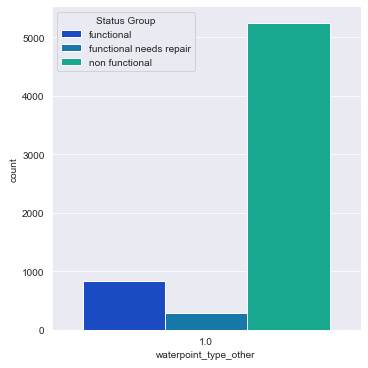 Status Group
functional
functional needs repair
non functional
5000
4000
3000
2000
1000
0
count
1.0
waterpoint_type_other